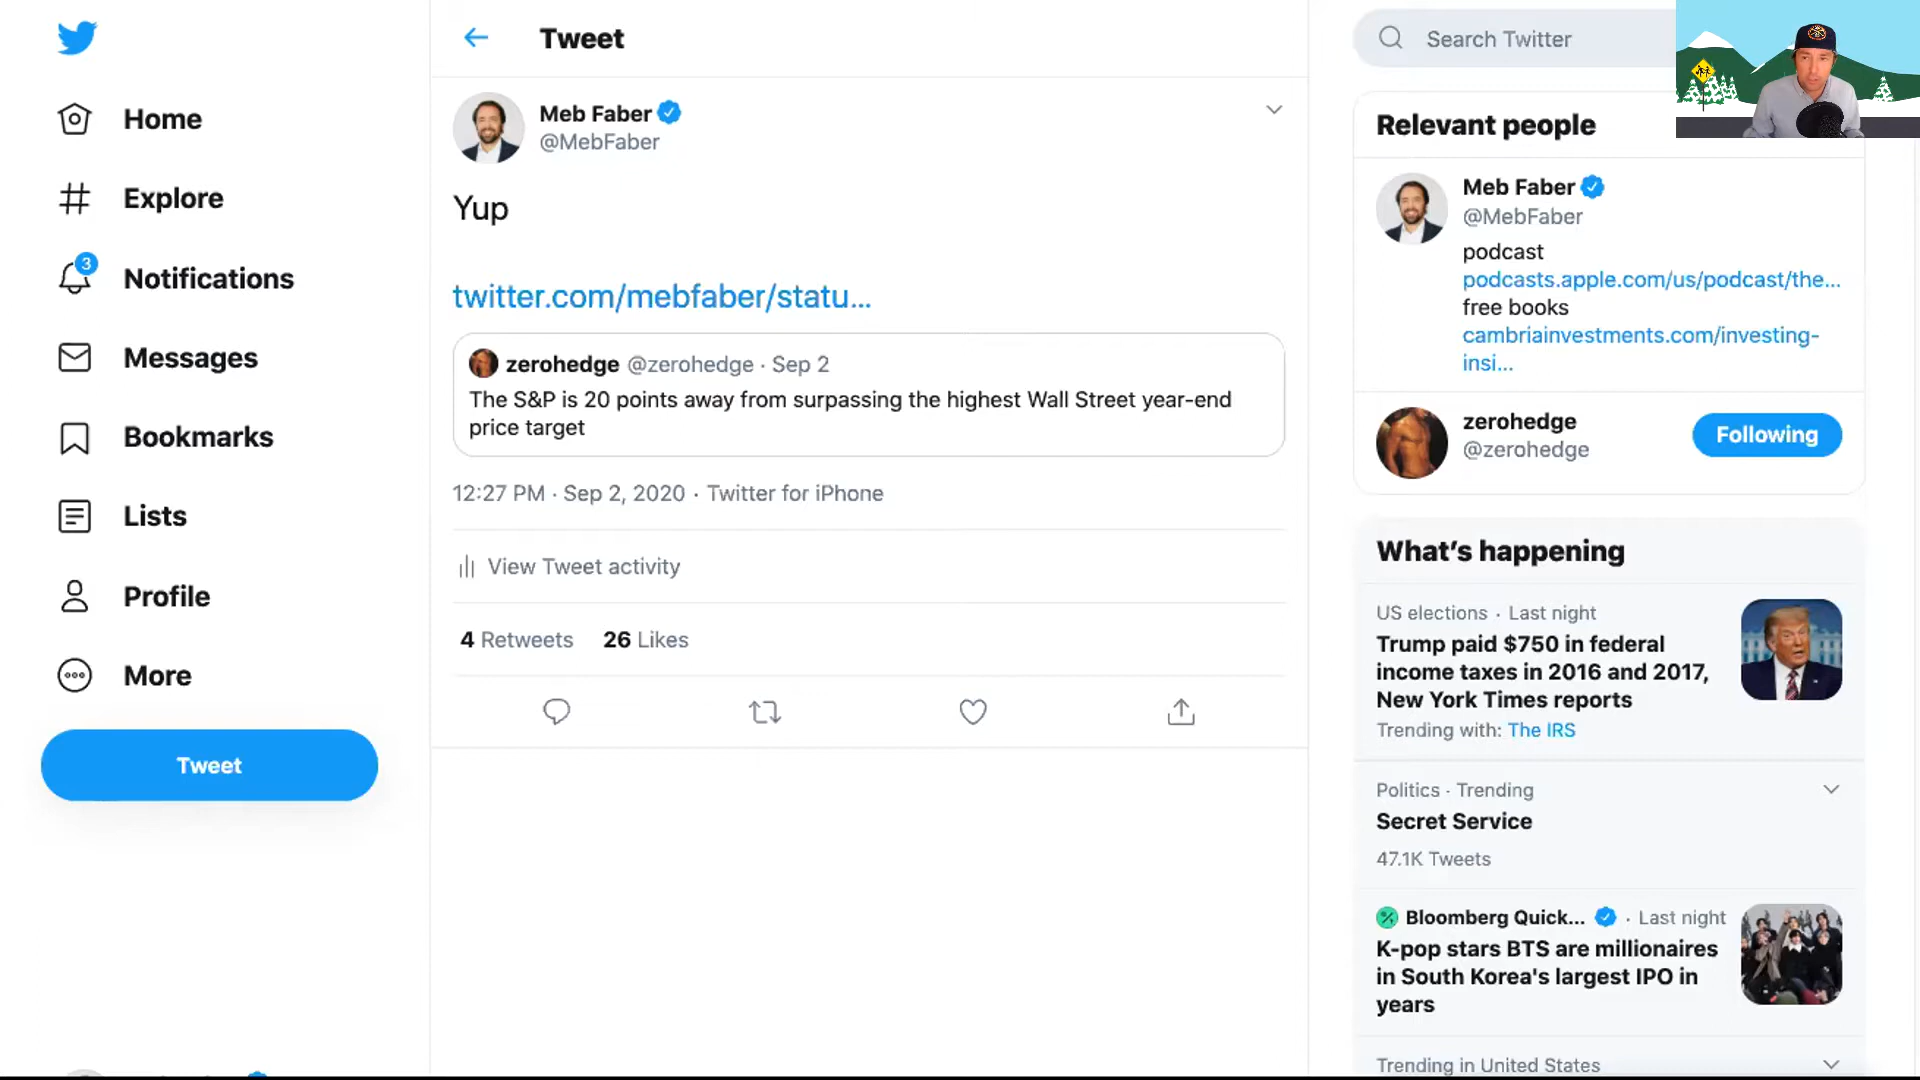 Home
Explore
3
Notifications
Messages
Bookmarks
Lists
Profile
More
Tweet
Tweet
Meb Faber
@MebFaber
Yup
twitter.com/mebfaber/statu...
zerohedge @zerohedge · Sep 2
The S&P is 20 points away from surpassing the highest Wall Street year-end
price target
12:27 PM · Sep 2, 2020 · Twitter for iPhone
View Tweet activity
4 Retweets 26 Likes
Search Twitter
Relevant people
Meb Faber
@MebFaber
podcast
podcasts.apple.com/us/podcast/the...
free books
cambriainvestments.com/investing-
insi...
zerohedge
@zerohedge
Following
What's happening
US elections · Last night
Trump paid $750 in federal
income taxes in 2016 and 2017,
New York Times reports
Trending with: The IRS
Politics · Trending
Secret Service
47.1K Tweets
Bloomberg Quick... · Last night
K-pop stars BTS are millionaires
in South Korea's largest IPO in
years
Trending in United States